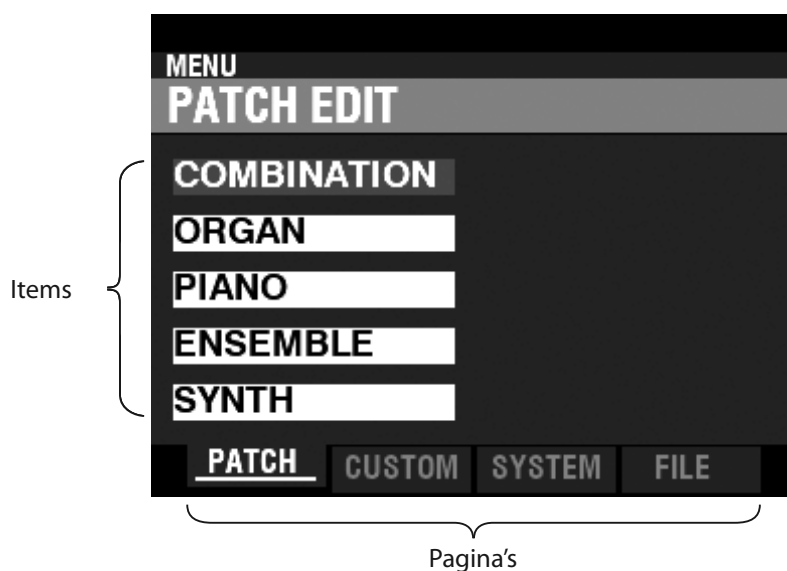 MENU
PATCH EDIT
COMBINATION
ORGAN
Items
PIANO
ENSEMBLE
SYNTH
PATCH CUSTOM SYSTEM FILE
Pagina's